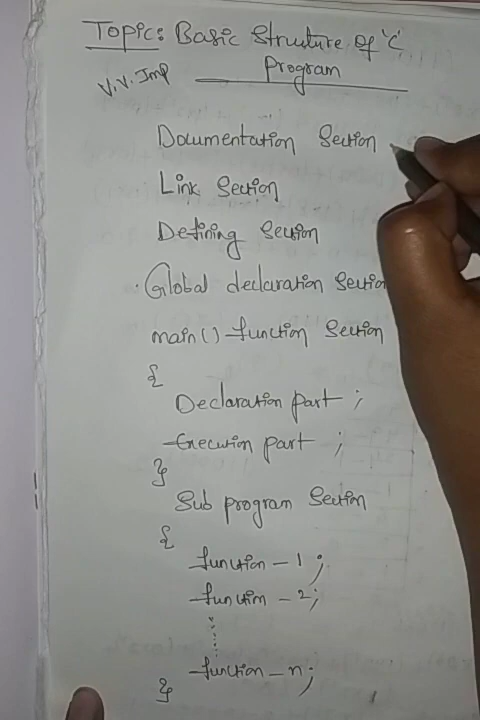 Topic: Basic Structure of 'C'
Program
V.V.Imp
Documentation Section
Link Section
Defining Section
Global declaration Section
main() function Section
{
Declaration part ;
Execution part ;
}
Sub program Section
{
function - 1 ;
function - 2 ;
function - n ;
}